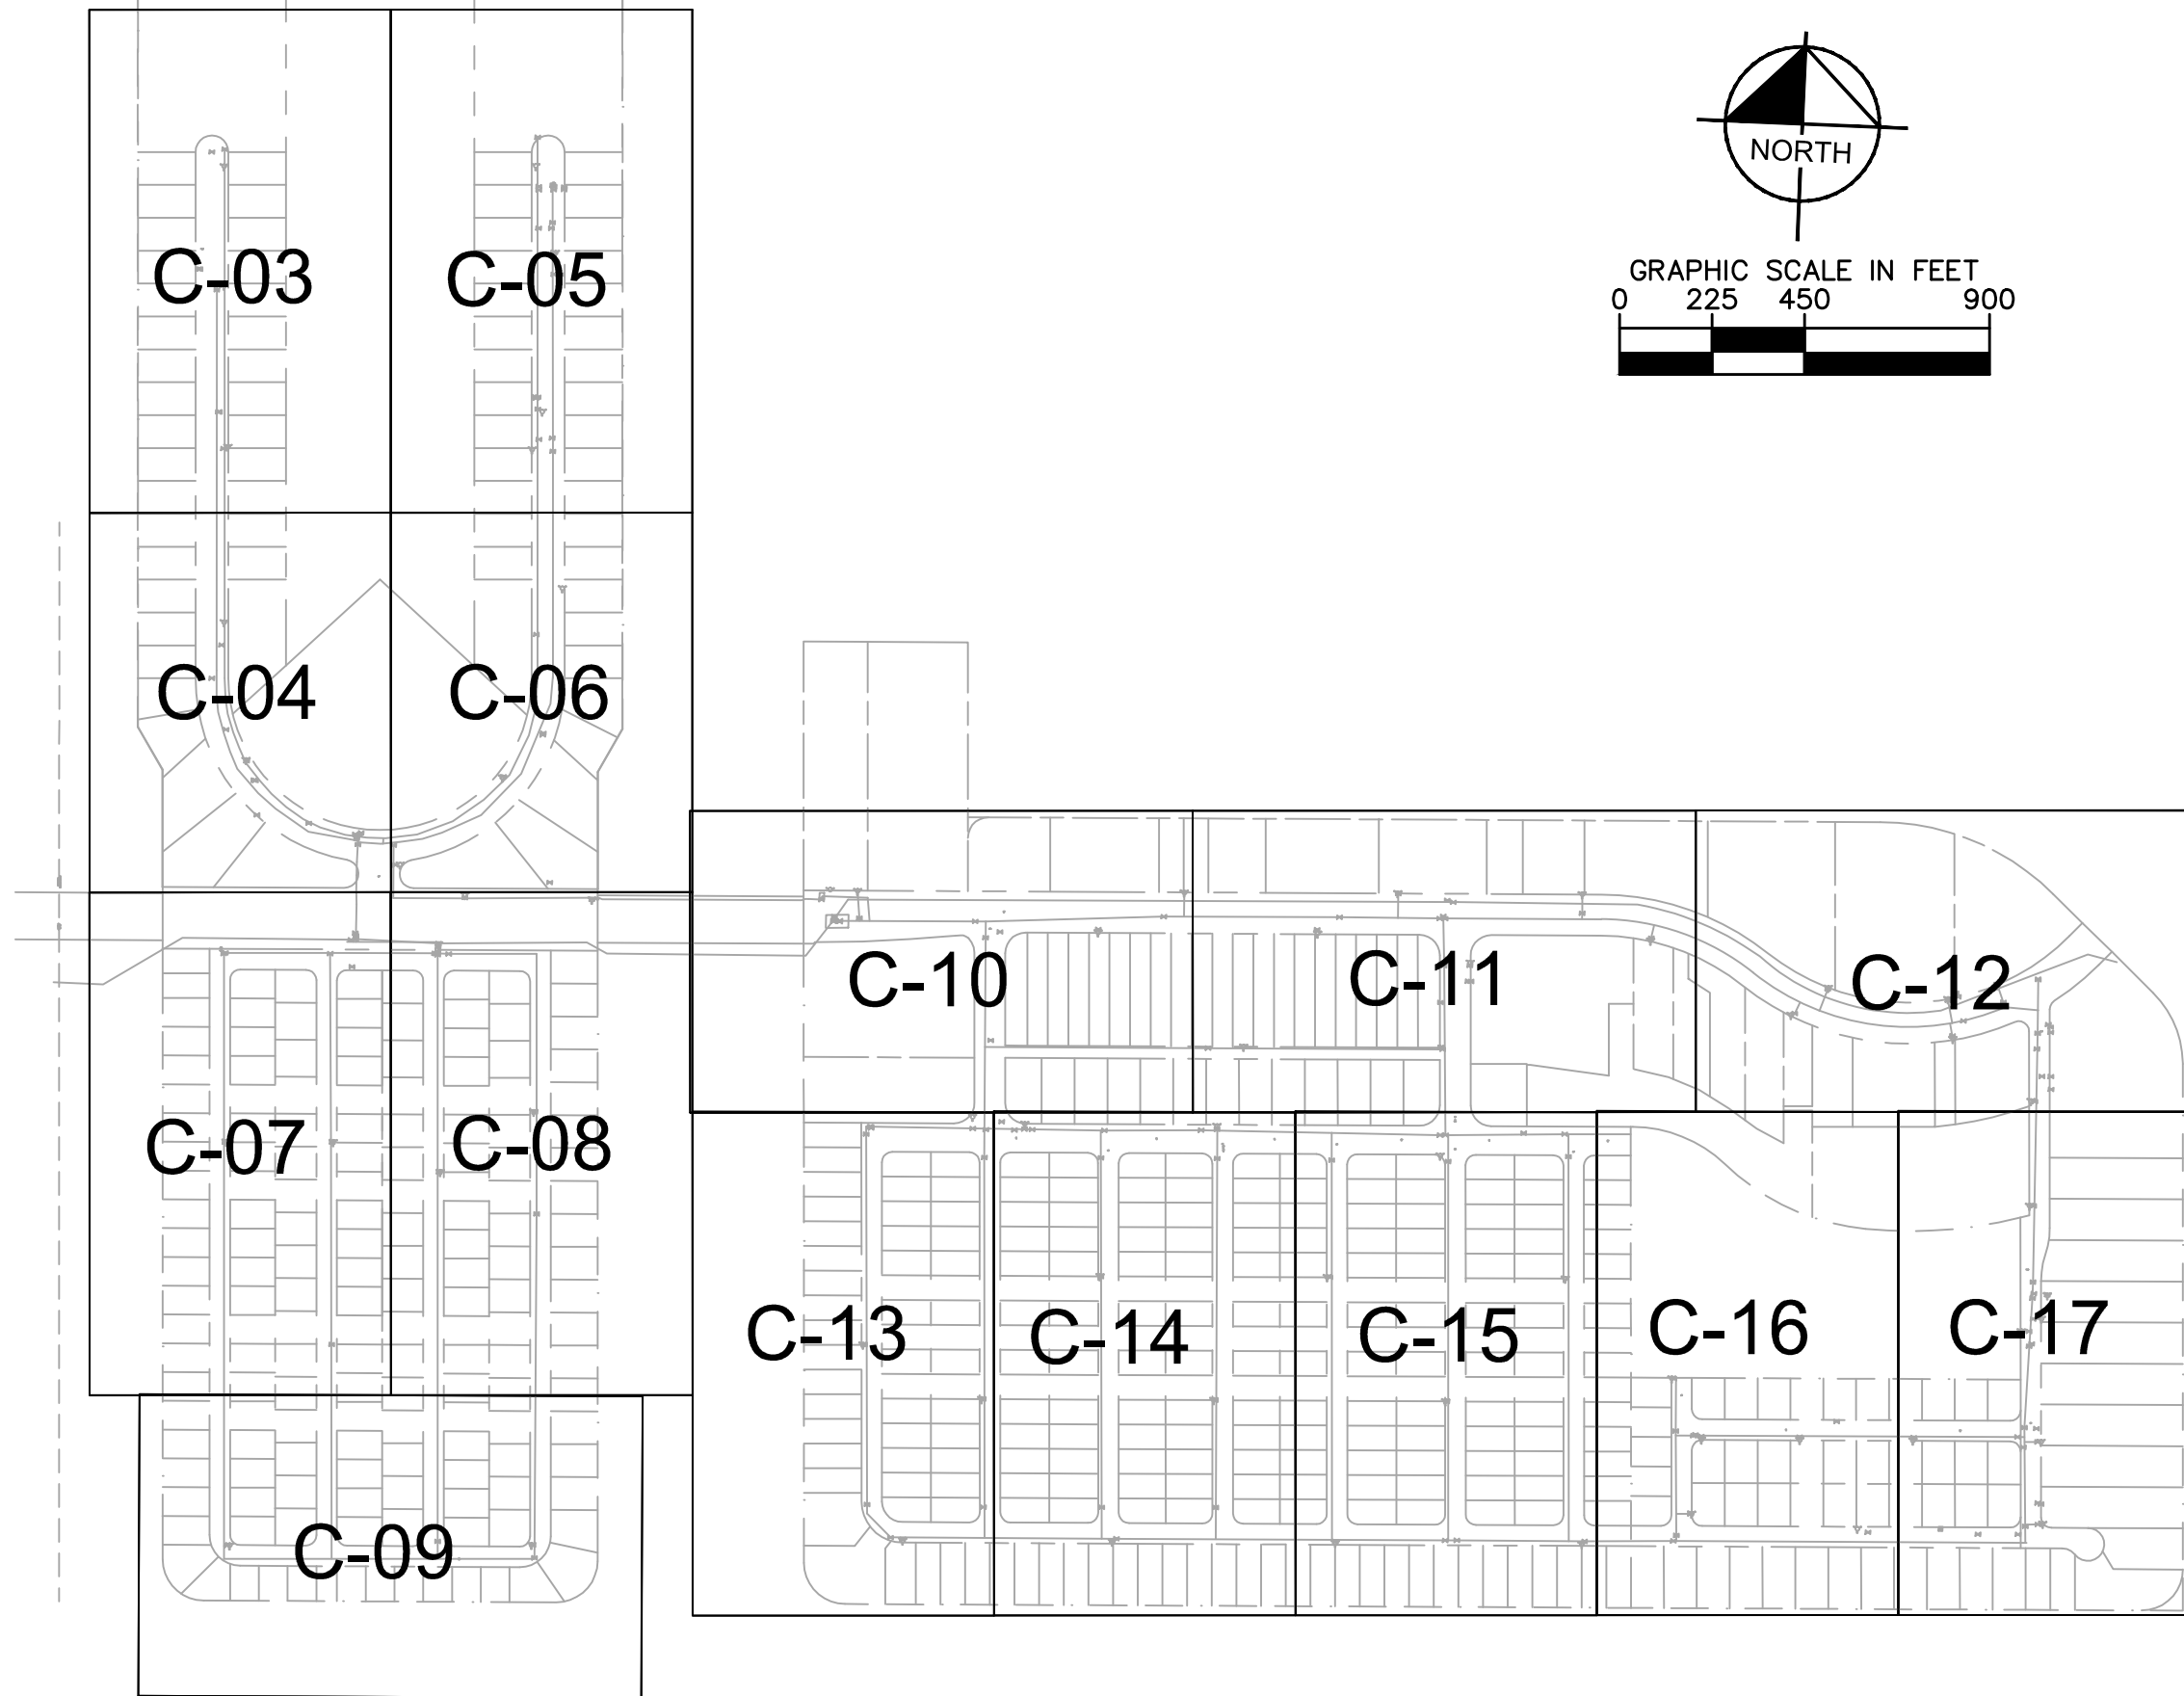 NORTH
GRAPHIC SCALE IN FEET
0 225 450 900
C-03 C-05
C-04 C-06
C-10 C-11 C-12
C-07 C-08
C-13 C-14 C-15 C-16 C-17
C-09